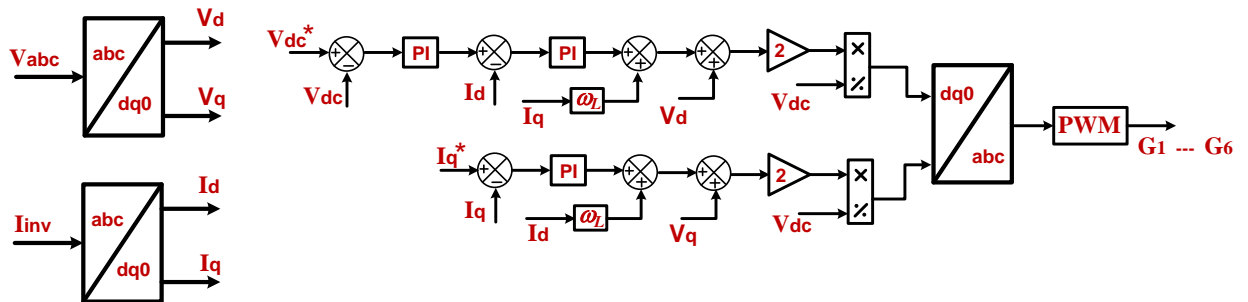 Vabc
abc
dq0
Vd
Vq
Iinv
abc
dq0
Id
Iq
Vdc*
+
−
Vdc
PI
+
−
Id
PI
+
+
Iq
ωL
+
+
Vd
2
Vdc
×
÷
Iq*
+
−
Iq
PI
+
+
Id
ωL
+
+
Vq
2
Vdc
×
÷
dq0
abc
PWM
G1 --- G6